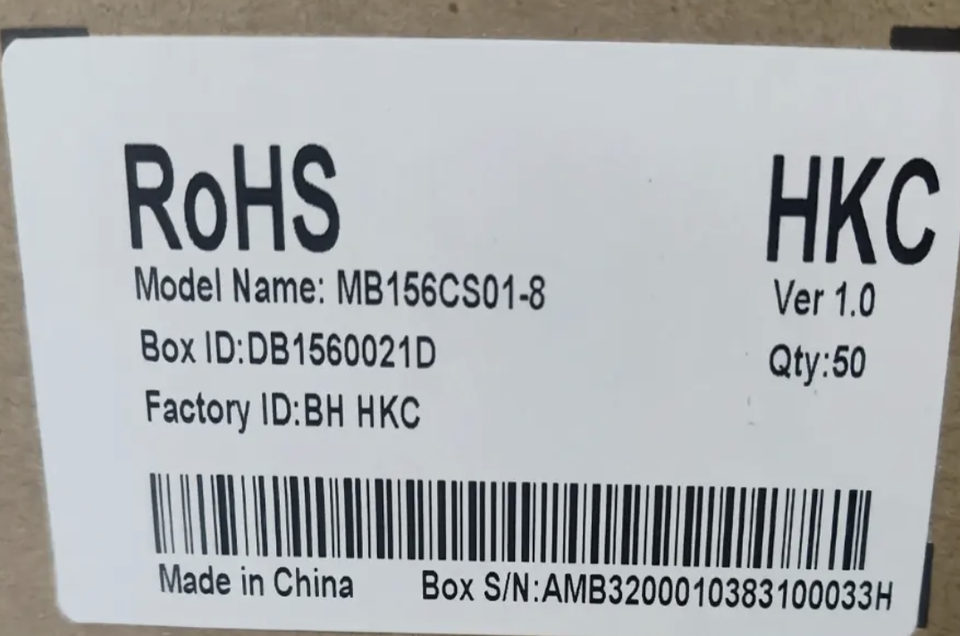 RoHS HKC
Model Name: MB156CS01-8 Ver 1.0
Box ID:DB1560021D Qty:50
Factory ID:BH HKC
Made in China Box S/N:AMB3200010383100033H